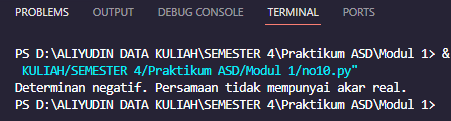 PROBLEMS OUTPUT DEBUG CONSOLE TERMINAL PORTS
PS D:\ALIYUDIN DATA KULIAH\SEMESTER 4\Praktikum ASD\Modul 1> &
KULIAH/SEMESTER 4/Praktikum ASD/Modul 1/no10.py"
Determinan negatif. Persamaan tidak mempunyai akar real.
PS D:\ALIYUDIN DATA KULIAH\SEMESTER 4\Praktikum ASD\Modul 1>